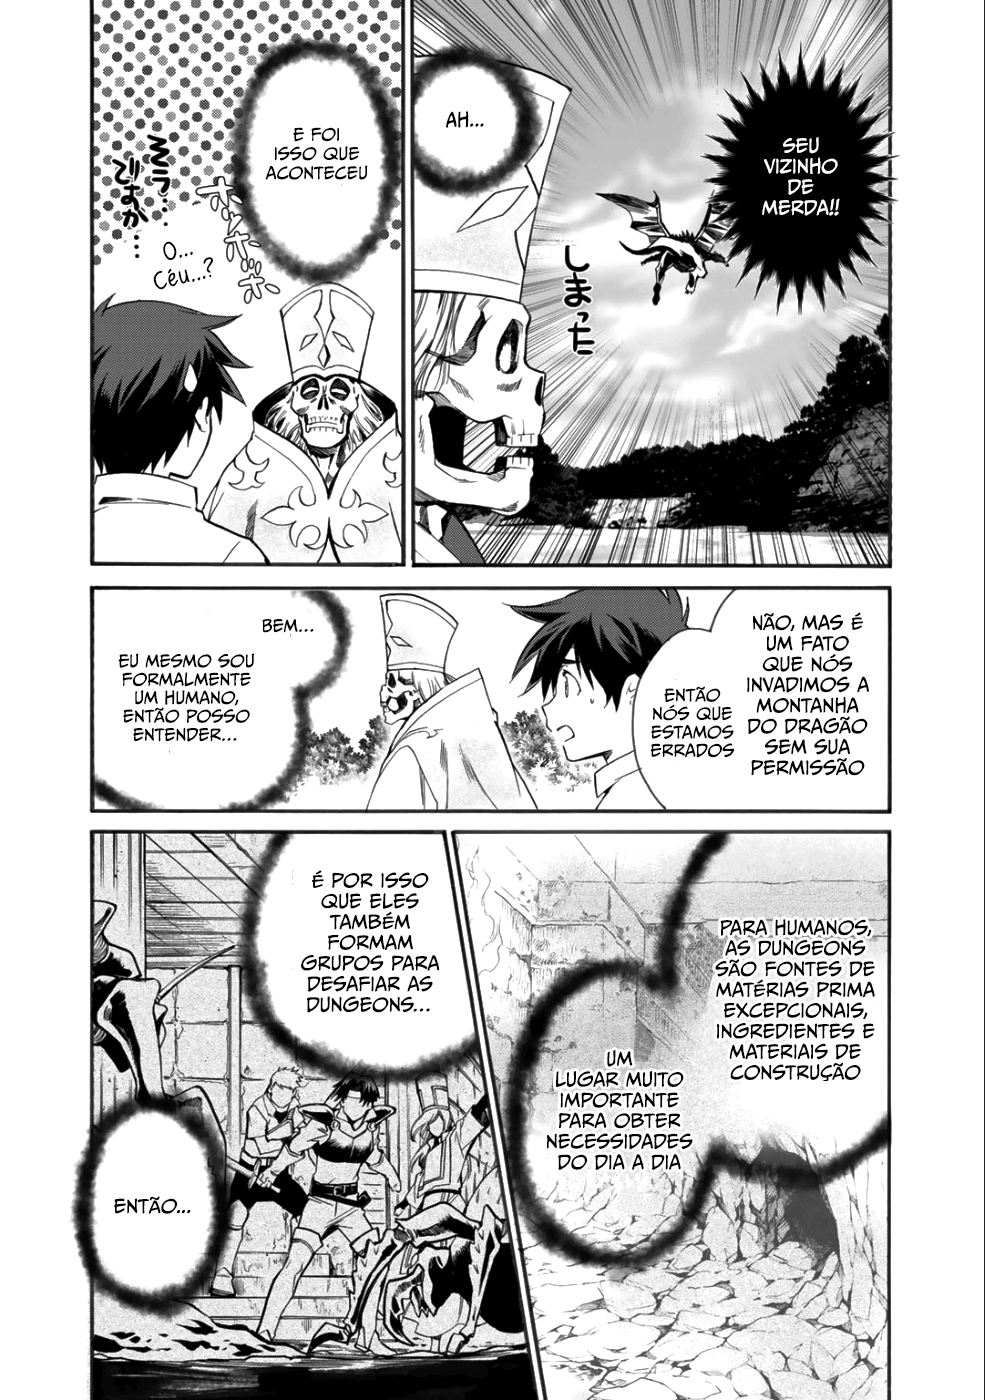 SEU
VIZINHO
DE
MERDA!!
AH...
しまった
E FOI
ISSO QUE
ACONTECEU
ホッホッホッ
そう...
ですか...
O...
Céu...?
NÃO, MAS É
UM FATO
QUE NÓS
INVADIMOS A
MONTANHA
DO DRAGÃO
SEM SUA
PERMISSÃO
ENTÃO
NÓS QUE
ESTAMOS
ERRADOS
BEM...
EU MESMO SOU
FORMALMENTE
UM HUMANO,
ENTÃO POSSO
ENTENDER...
PARA HUMANOS,
AS DUNGEONS
SÃO FONTES DE
MATÉRIAS PRIMA
EXCEPCIONAIS,
INGREDIENTES E
MATERIAIS DE
CONSTRUÇÃO
UM
LUGAR MUITO
IMPORTANTE
PARA OBTER
NECESSIDADES
DO DIA A DIA
É POR ISSO
QUE ELES
TAMBÉM
FORMAM
GRUPOS PARA
DESAFIAR AS
DUNGEONS...
ENTÃO...